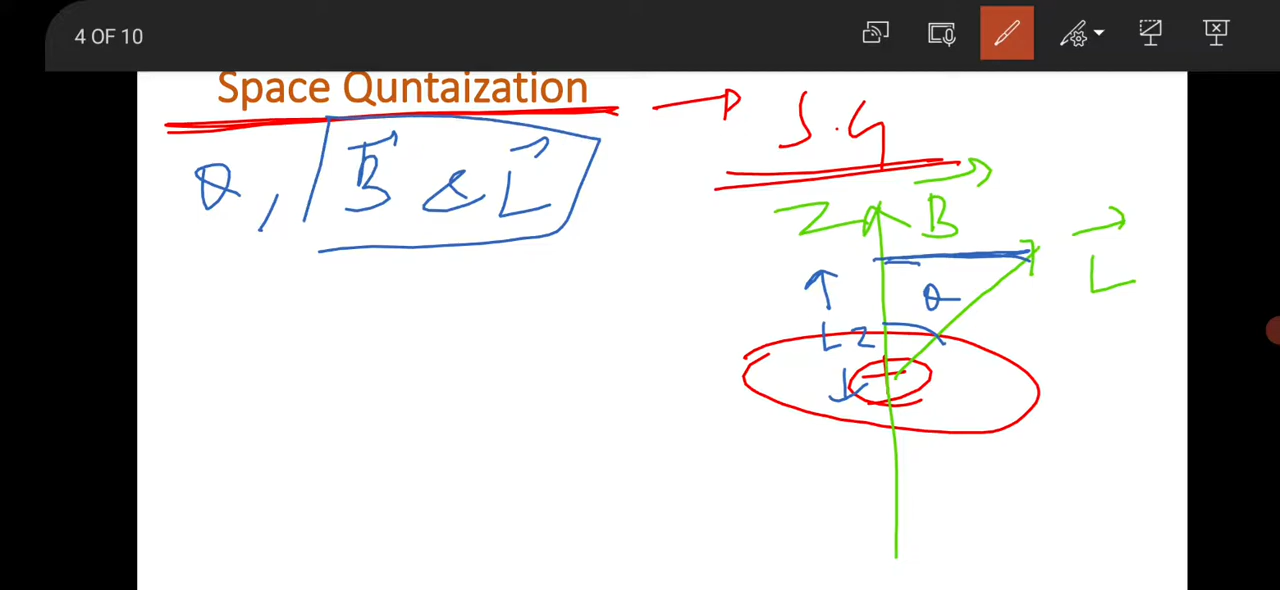 4 OF 10
Space Quntaization
→ S.G
θ, B⃗ & L⃗
Z B⃗
L⃗
θ
LZ